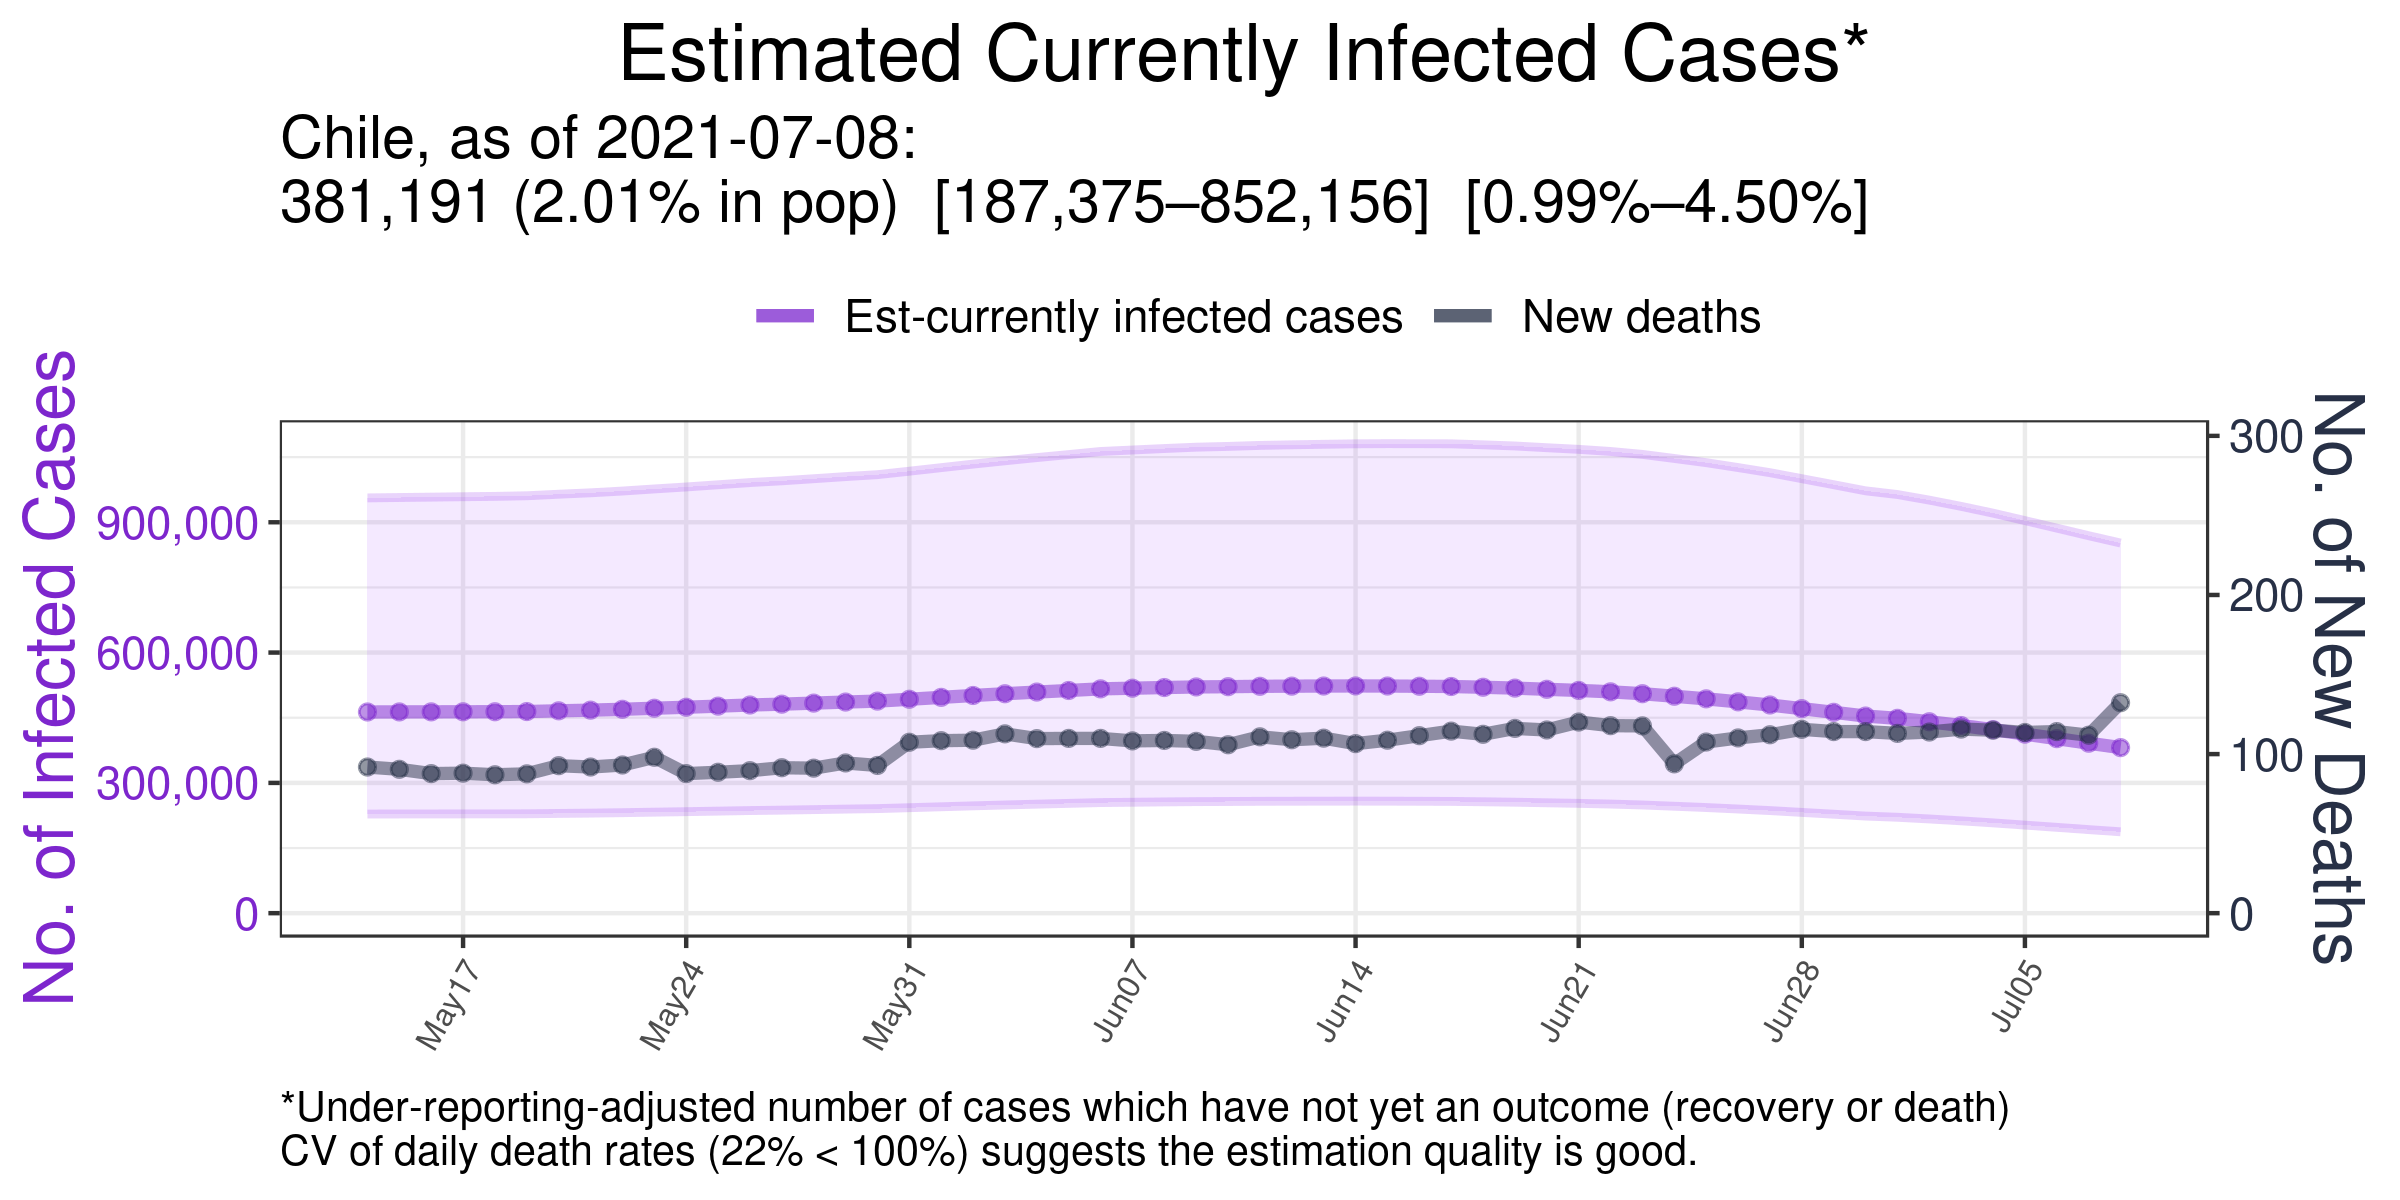 Estimated Currently Infected Cases*
Chile, as of 2021-07-08:
381,191 (2.01% in pop)  [187,375–852,156]  [0.99%–4.50%]
Est-currently infected cases
New deaths
No. of Infected Cases
900,000
600,000
300,000
0
300
200
100
0
No. of New Deaths
May17
May24
May31
Jun07
Jun14
Jun21
Jun28
Jul05
*Under-reporting-adjusted number of cases which have not yet an outcome (recovery or death)
CV of daily death rates (22% < 100%) suggests the estimation quality is good.